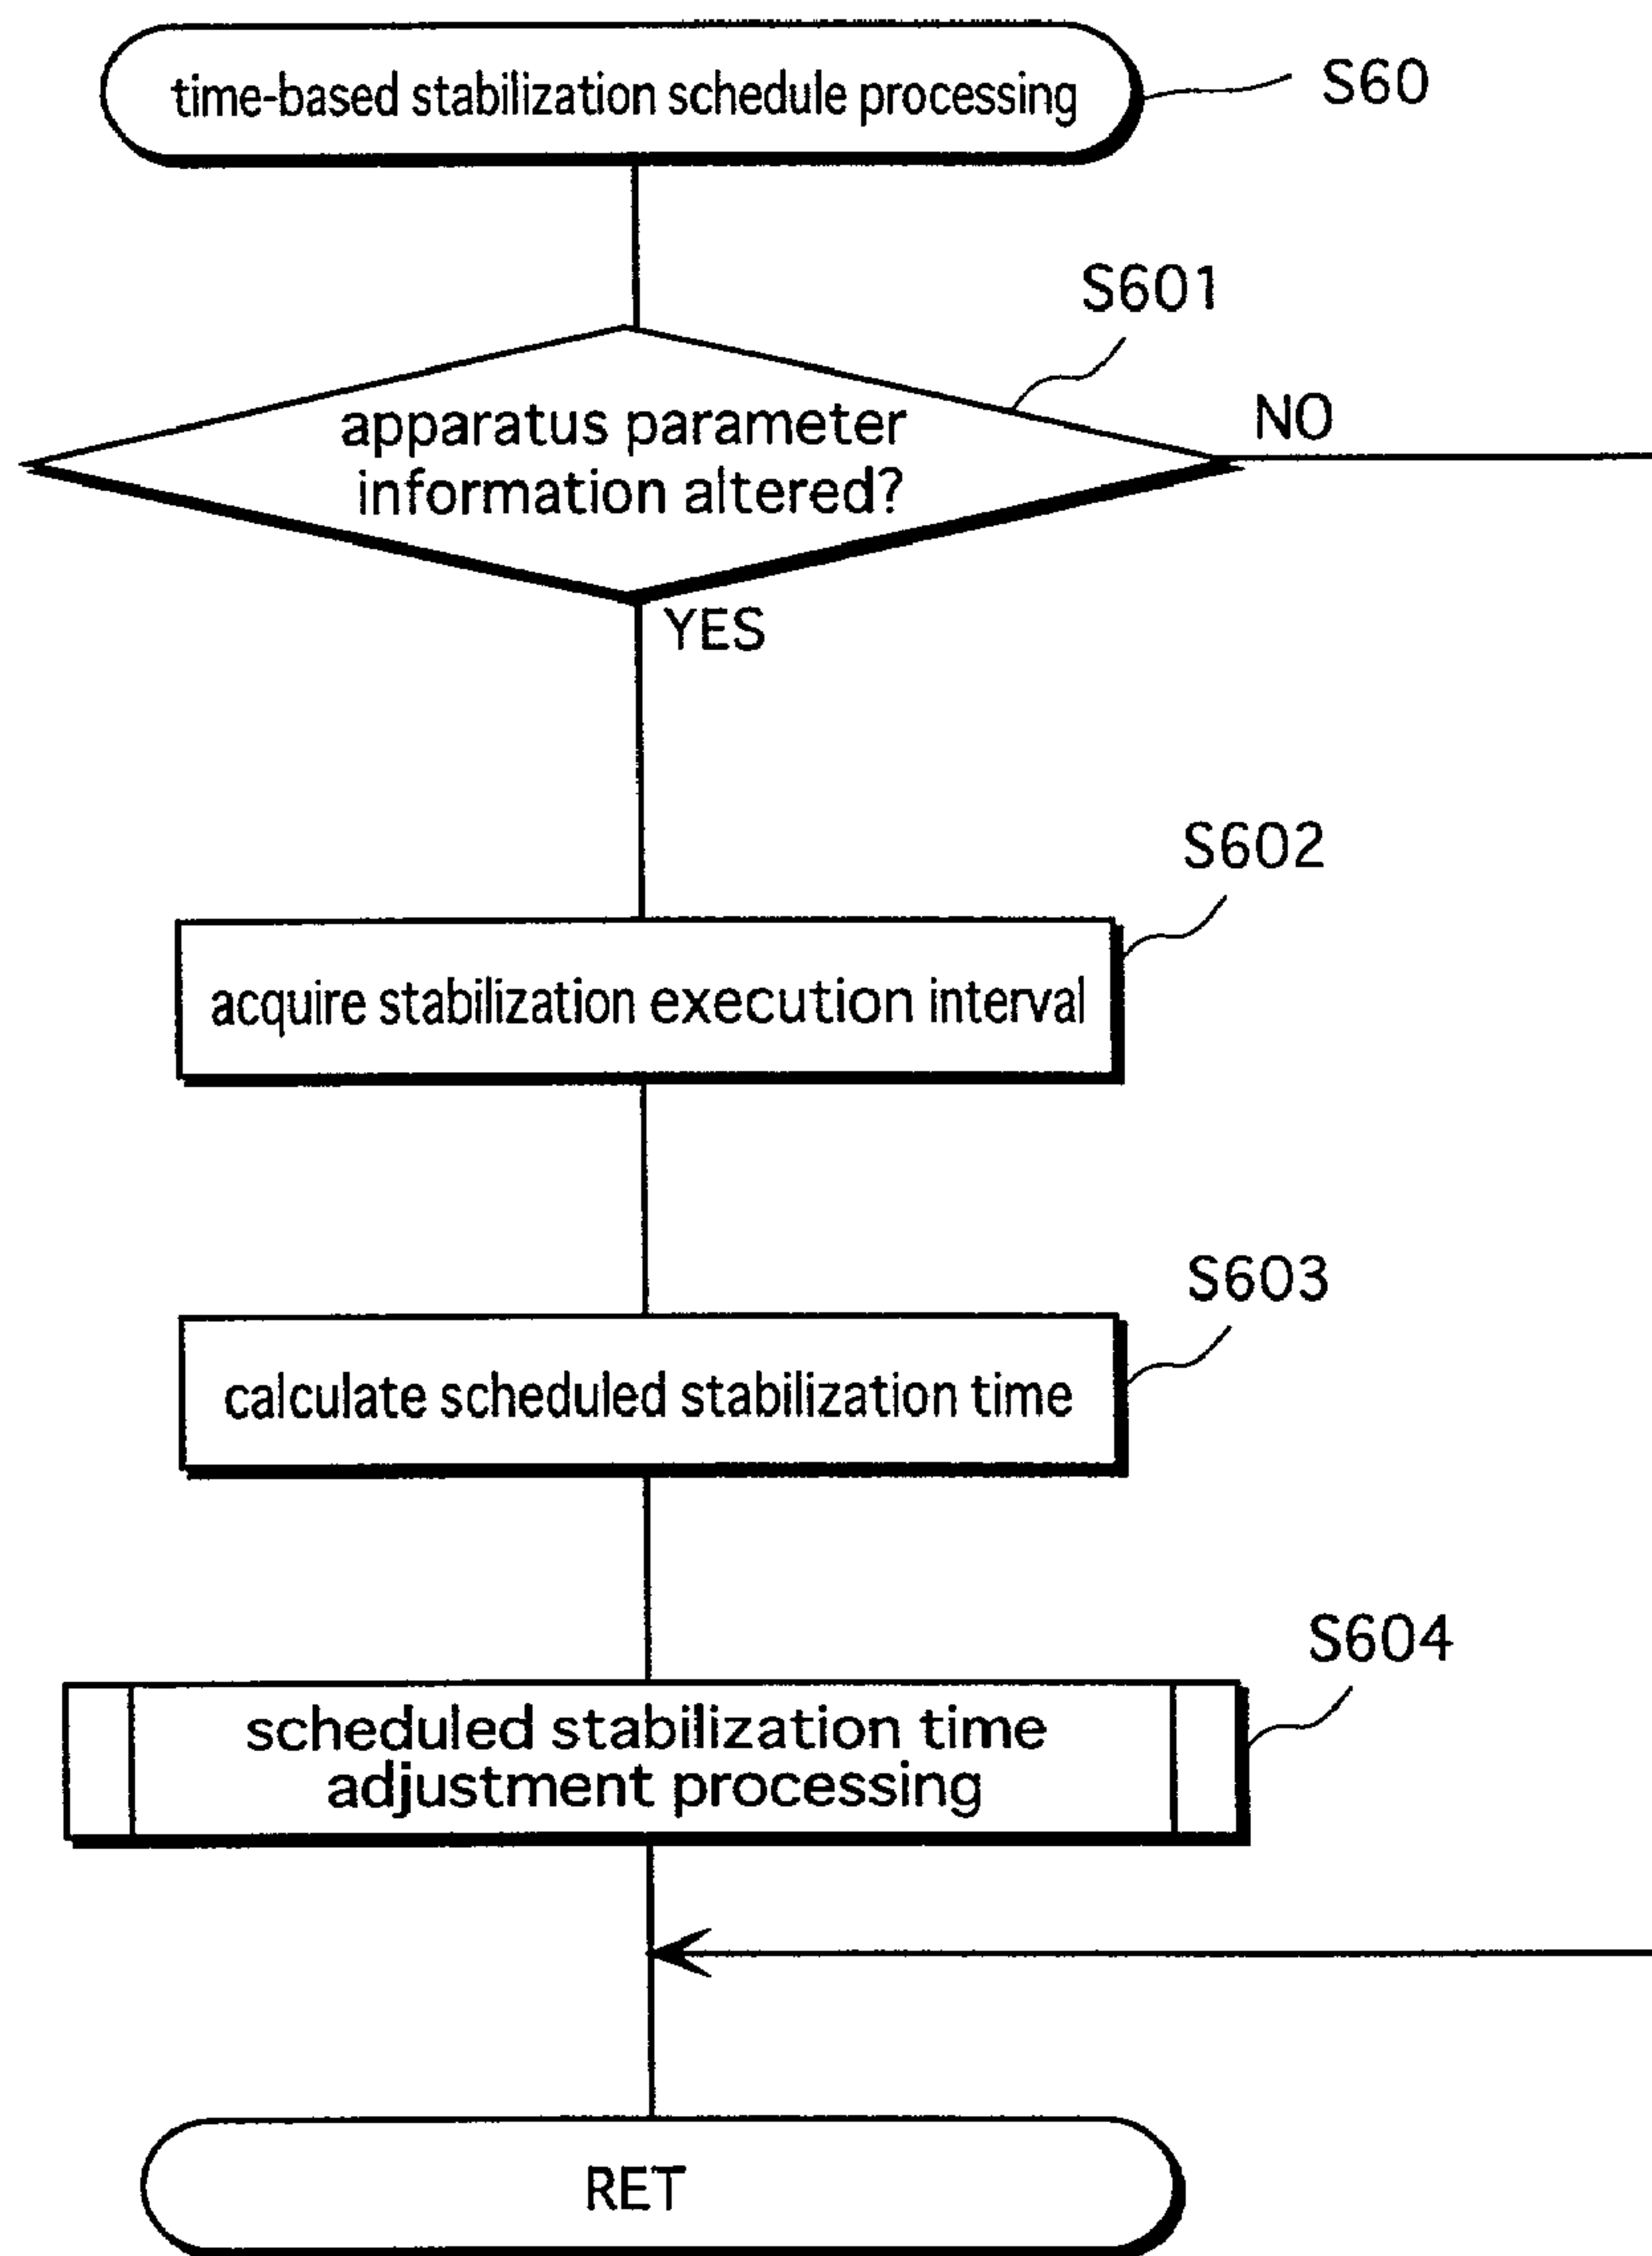 time-based stabilization schedule processing
S60
S601
apparatus parameter
information altered?
NO
YES
S602
acquire stabilization execution interval
S603
calculate scheduled stabilization time
S604
scheduled stabilization time
adjustment processing
RET